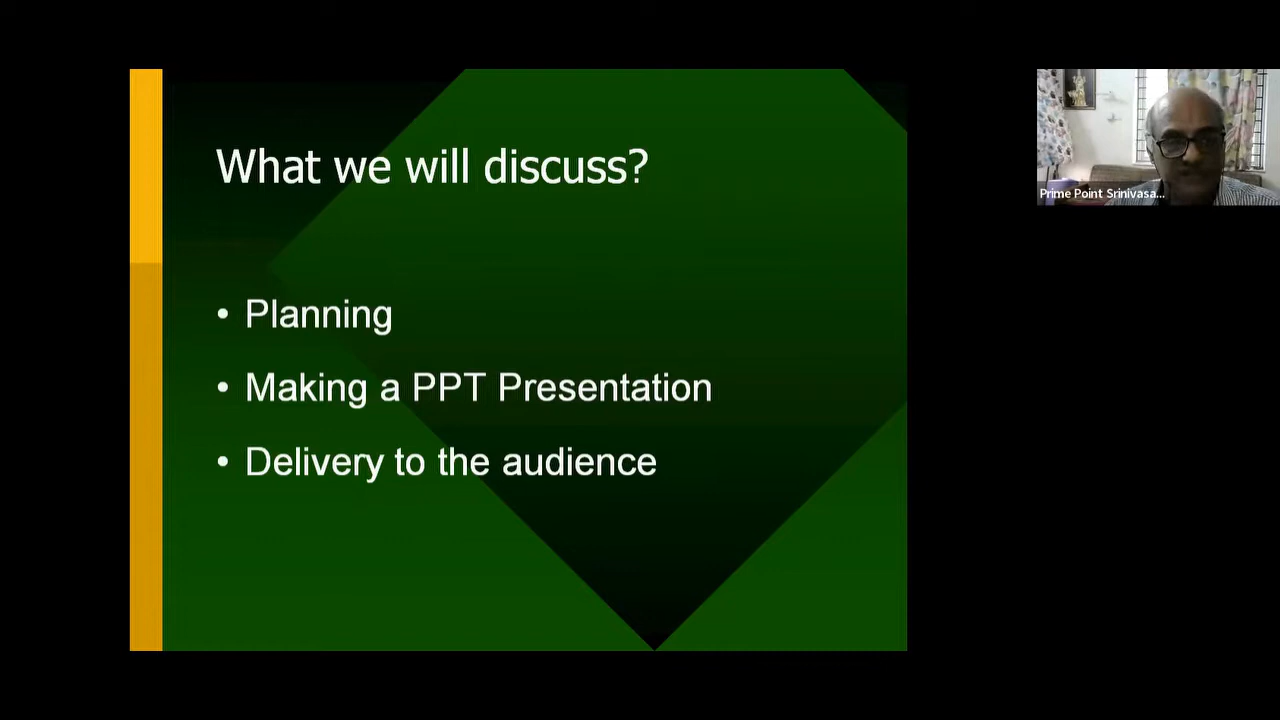 What we will discuss?
• Planning
• Making a PPT Presentation
• Delivery to the audience
Prime Point Srinivasa...